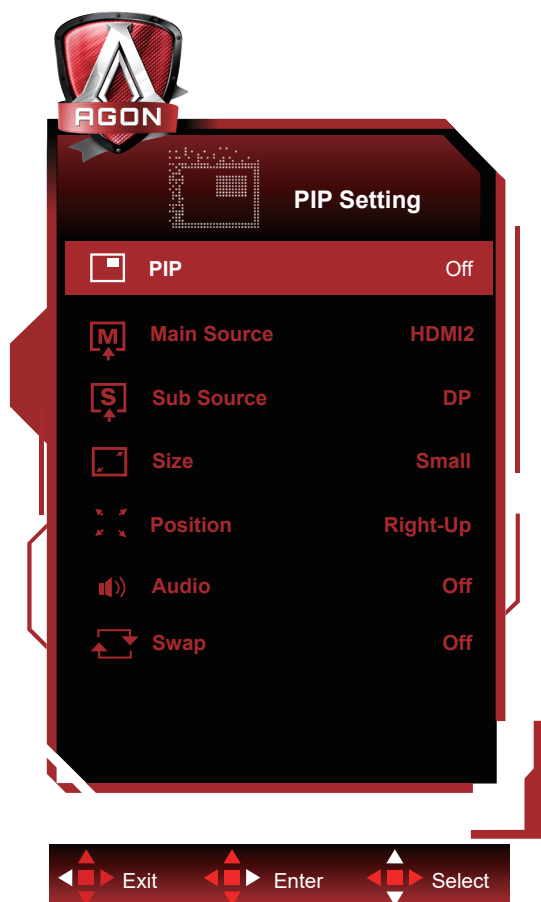 AGON
PIP Setting
PIP Off
Main Source HDMI2
Sub Source DP
Size Small
Position Right-Up
Audio Off
Swap Off
Exit Enter Select